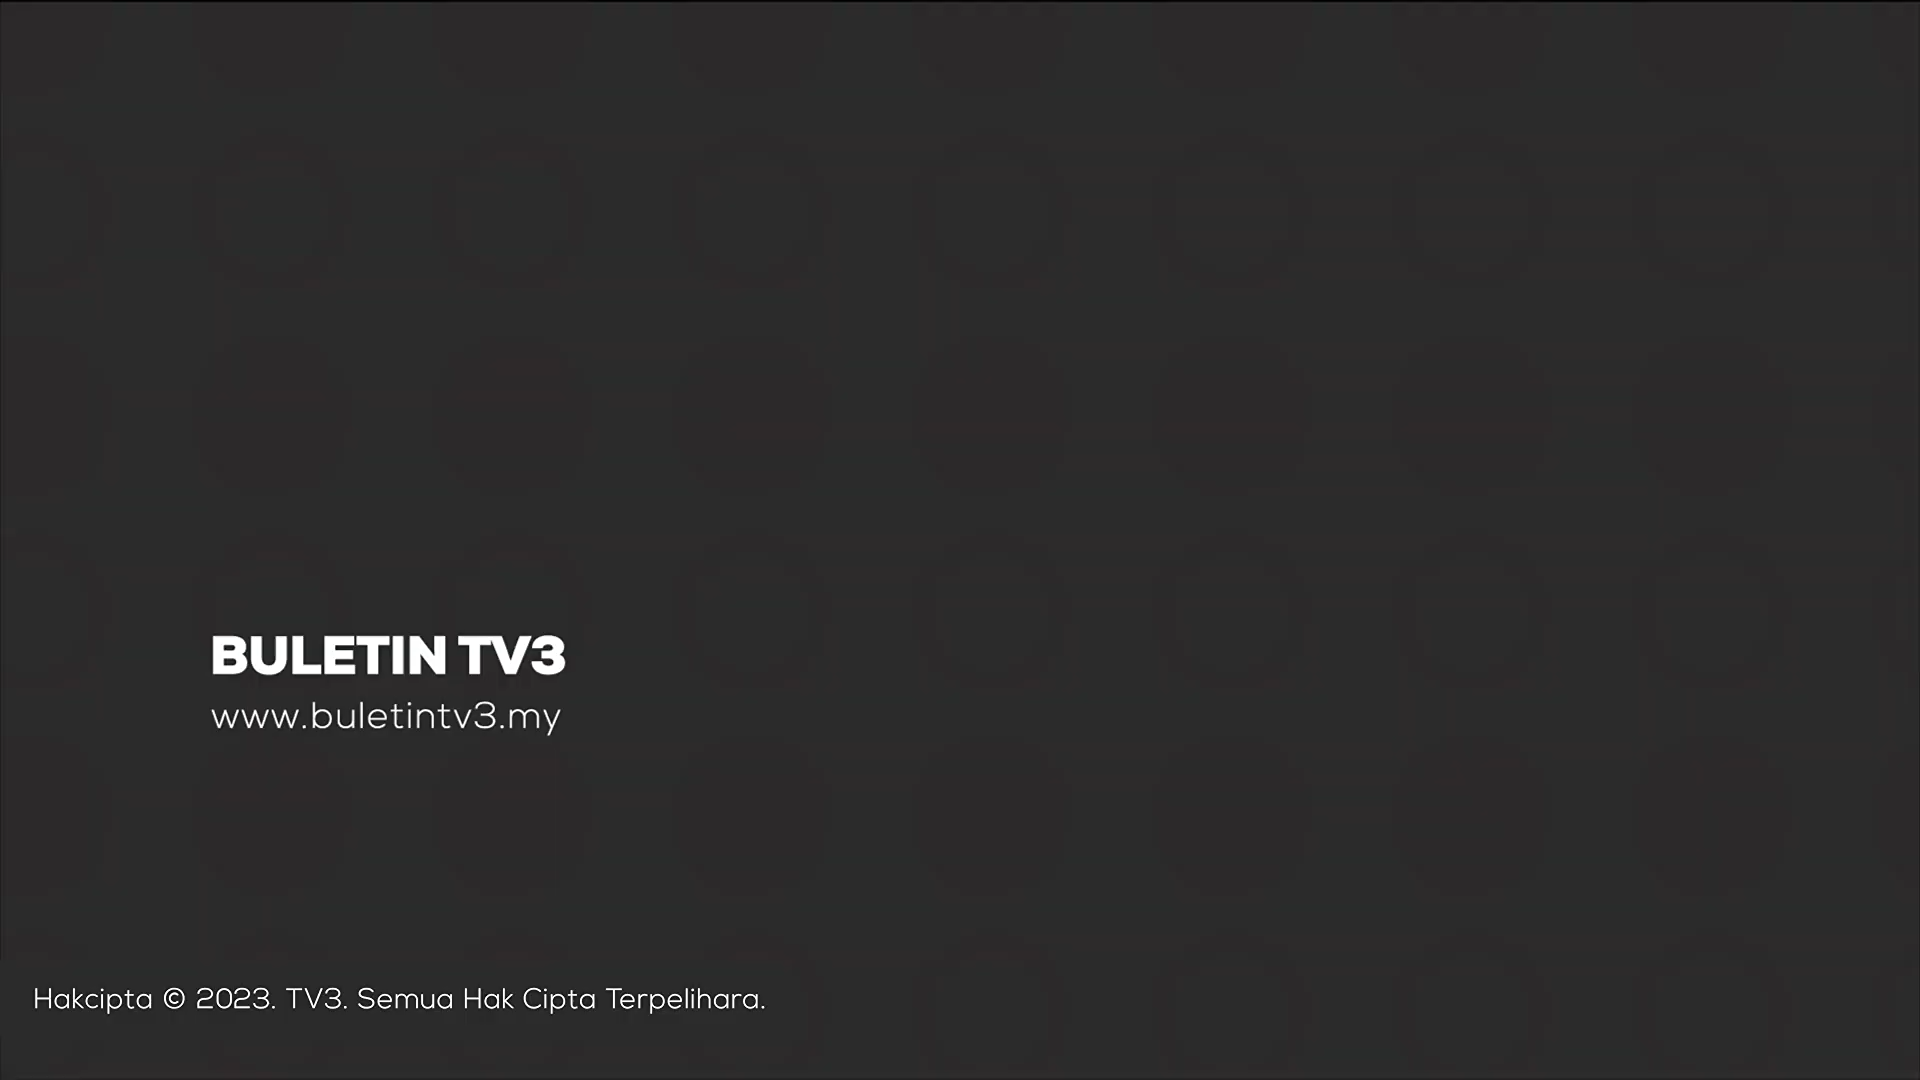 BULETIN TV3
www.buletintv3.my
Hakcipta © 2023. TV3. Semua Hak Cipta Terpelihara.